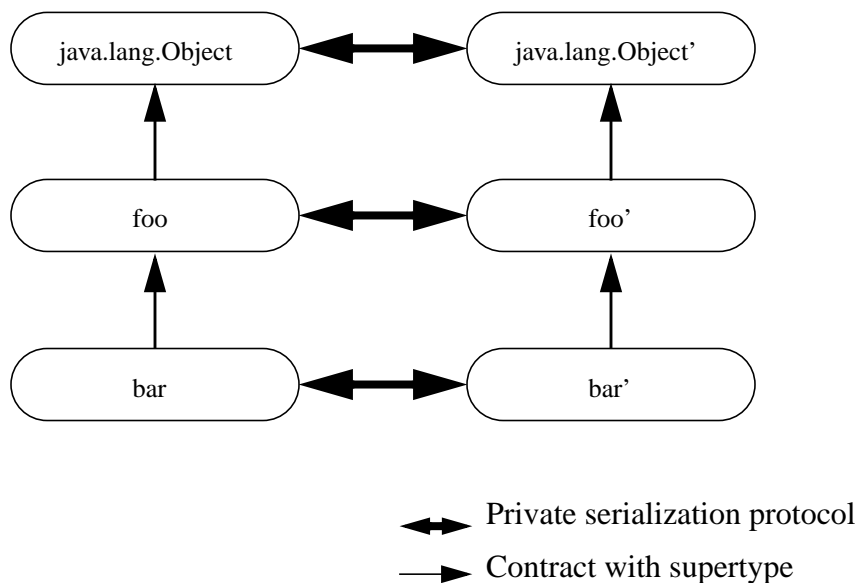 java.lang.Object
java.lang.Object’
foo
foo’
bar
bar’
Private serialization protocol
Contract with supertype